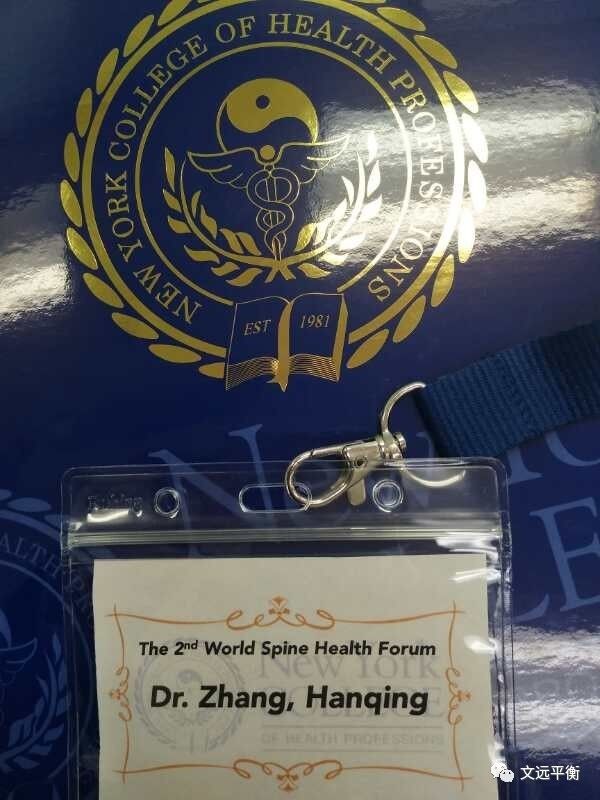 NEW YORK COLLEGE OF HEALTH PROFESSIONS
EST 1981
The 2nd World Spine Health Forum
Dr. Zhang, Hanqing
New York
COLLEGE
OF HEALTH PROFESSIONS
文远平衡